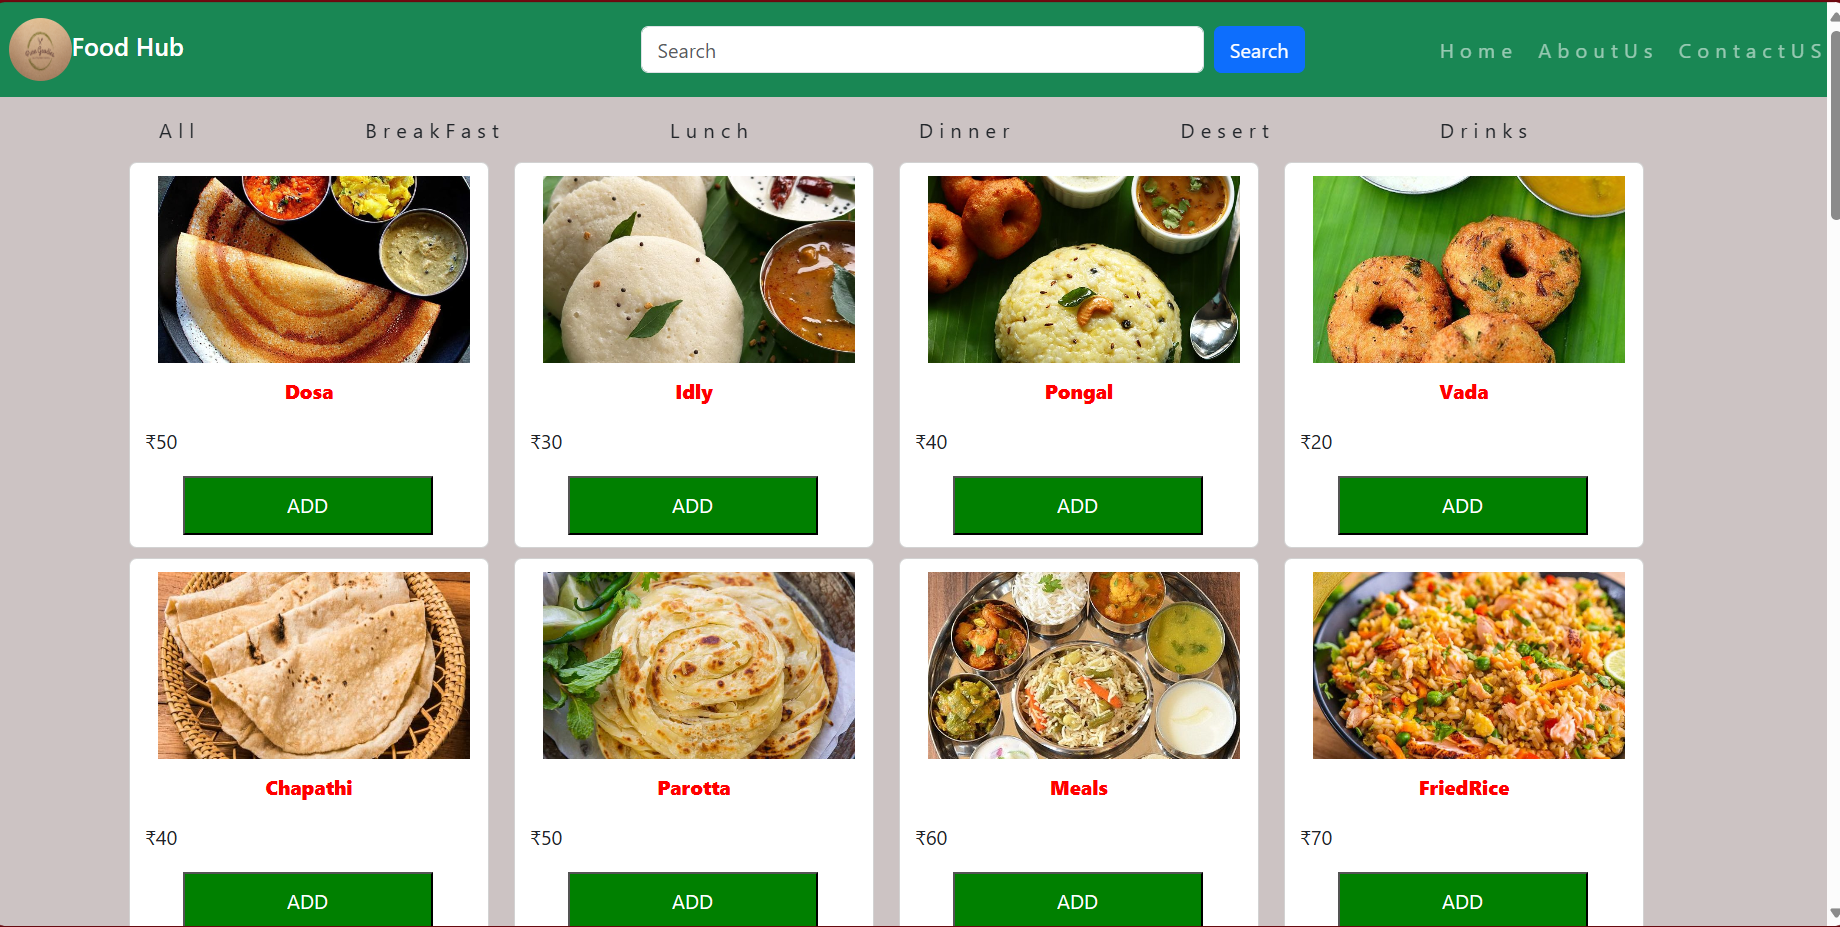 Food Hub Search Search Home AboutUs ContactUS
All BreakFast Lunch Dinner Desert Drinks
Dosa Idly Pongal Vada
₹50 ₹30 ₹40 ₹20
ADD ADD ADD ADD
Chapathi Parotta Meals FriedRice
₹40 ₹50 ₹60 ₹70
ADD ADD ADD ADD